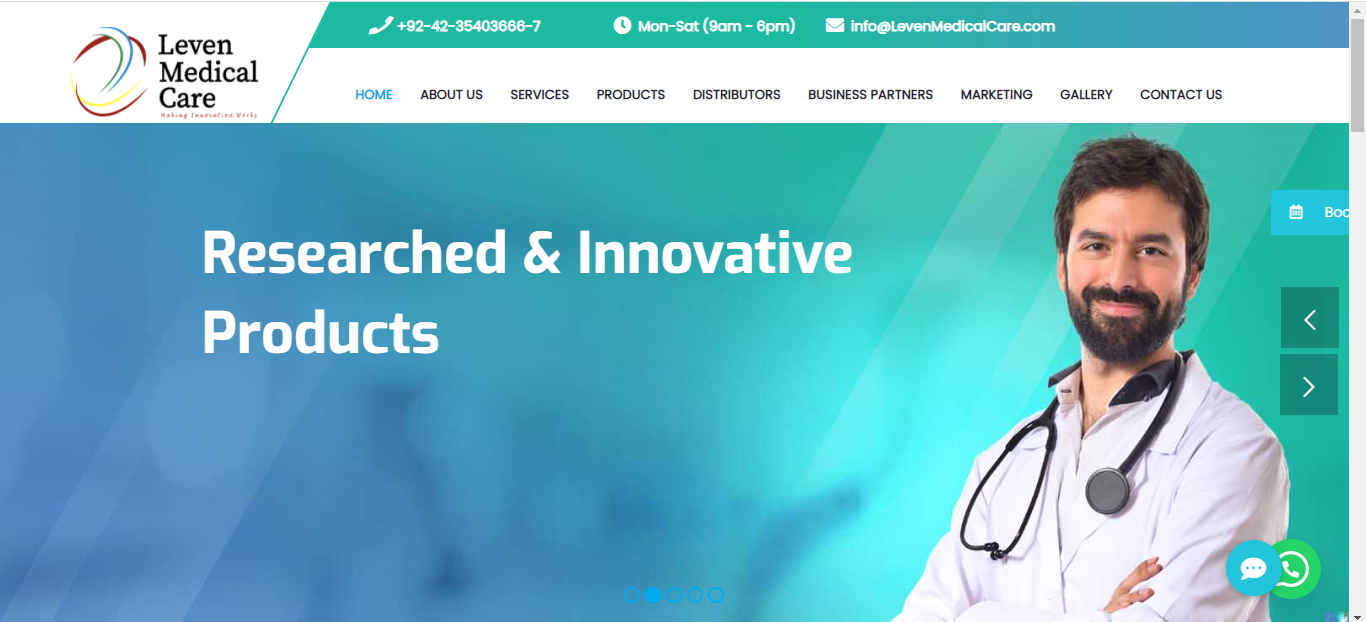 Leven
Medical
Care
Making Innovation Works
+92-42-35403666-7
Mon-Sat (9am - 6pm)
info@LevenMedicalCare.com
HOME
ABOUT US
SERVICES
PRODUCTS
DISTRIBUTORS
BUSINESS PARTNERS
MARKETING
GALLERY
CONTACT US
Researched & Innovative
Products
Boo